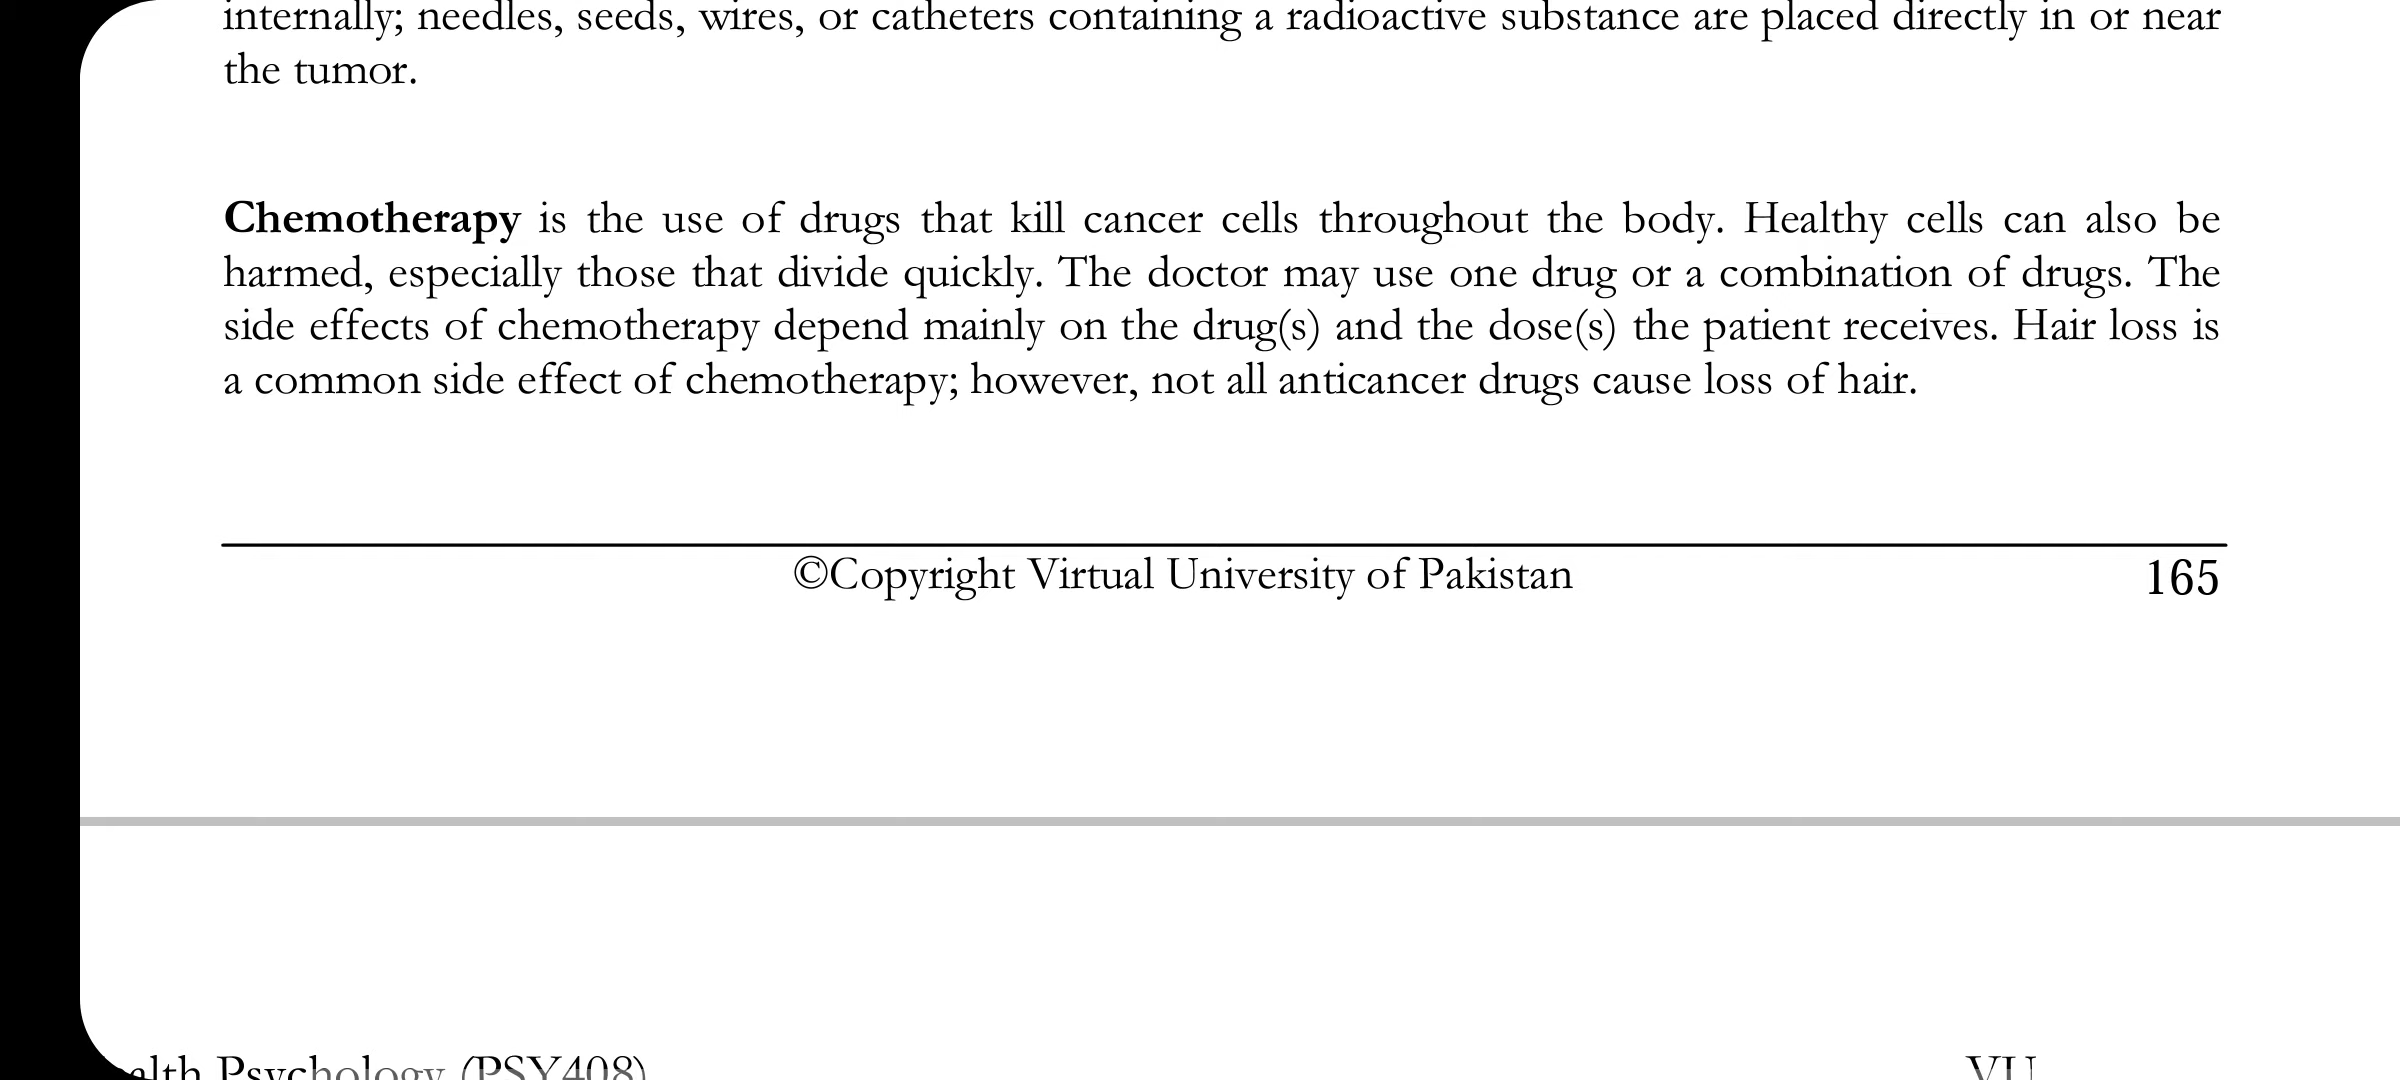 internally; needles, seeds, wires, or catheters containing a radioactive substance are placed directly in or near
the tumor.
Chemotherapy is the use of drugs that kill cancer cells throughout the body. Healthy cells can also be
harmed, especially those that divide quickly. The doctor may use one drug or a combination of drugs. The
side effects of chemotherapy depend mainly on the drug(s) and the dose(s) the patient receives. Hair loss is
a common side effect of chemotherapy; however, not all anticancer drugs cause loss of hair.
©Copyright Virtual University of Pakistan 165
alth Psychology (PSY408) VU